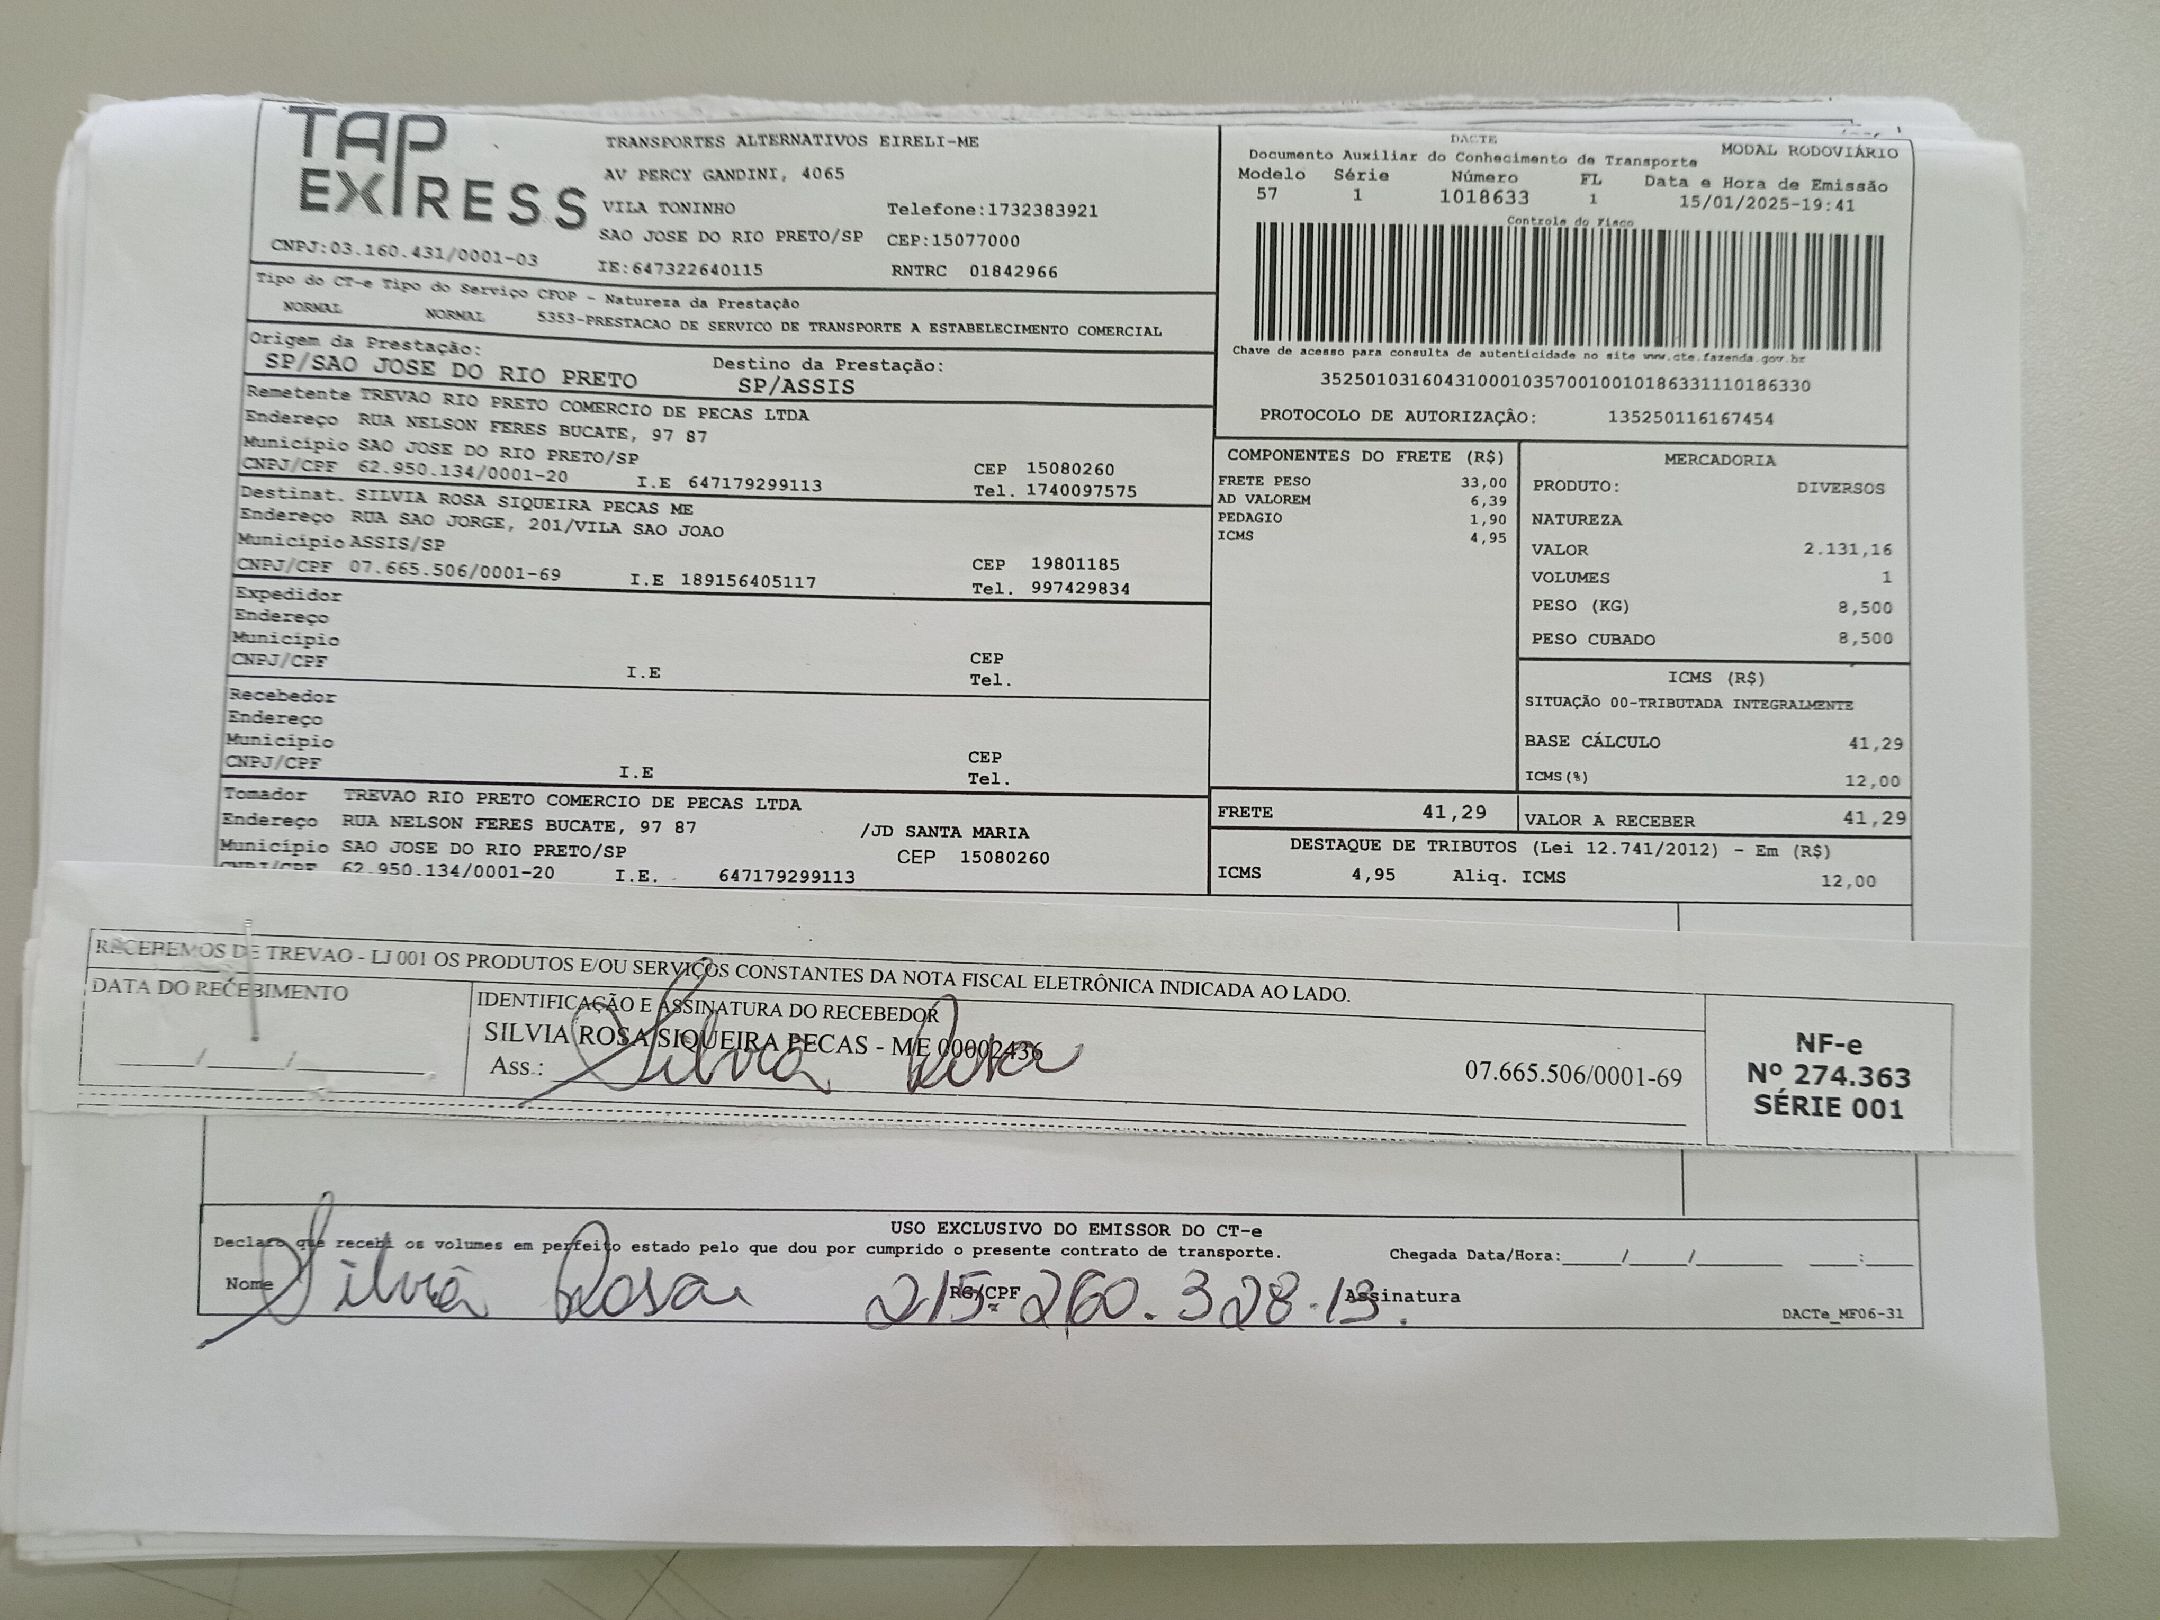 TAP EXPRESS
TRANSPORTES ALTERNATIVOS EIRELI-ME
AV PERCY GANDINI, 4065
VILA TONINHO Telefone:1732383921
SAO JOSE DO RIO PRETO/SP CEP:15077000
CNPJ:03.160.431/0001-03 IE:647322640115 RNTRC 01842966
DACTE
Documento Auxiliar do Conhecimento de Transporte MODAL RODOVIÁRIO
Modelo Série Número FL Data e Hora de Emissão
57 1 1018633 1 15/01/2025-19:41
Controle do Fisco
Chave de acesso para consulta de autenticidade no site www.cte.fazenda.gov.br
35250103160431000103570010010186331110186330
PROTOCOLO DE AUTORIZAÇÃO: 135250116167454
Tipo do CT-e Tipo do Serviço CFOP - Natureza da Prestação
NORMAL NORMAL 5353-PRESTACAO DE SERVICO DE TRANSPORTE A ESTABELECIMENTO COMERCIAL
Origem da Prestação: Destino da Prestação:
SP/SAO JOSE DO RIO PRETO SP/ASSIS
Remetente TREVAO RIO PRETO COMERCIO DE PECAS LTDA
Endereço RUA NELSON FERES BUCATE, 97 87
Município SAO JOSE DO RIO PRETO/SP CEP 15080260
CNPJ/CPF 62.950.134/0001-20 I.E 647179299113 Tel. 1740097575
Destinat. SILVIA ROSA SIQUEIRA PECAS ME
Endereço RUA SAO JORGE, 201/VILA SAO JOAO
Município ASSIS/SP CEP 19801185
CNPJ/CPF 07.665.506/0001-69 I.E 189156405117 Tel. 997429834
Expedidor
Endereço
Município CEP
CNPJ/CPF I.E Tel.
Recebedor
Endereço
Município CEP
CNPJ/CPF I.E Tel.
Tomador TREVAO RIO PRETO COMERCIO DE PECAS LTDA
Endereço RUA NELSON FERES BUCATE, 97 87 /JD SANTA MARIA
Município SAO JOSE DO RIO PRETO/SP CEP 15080260
CNPJ/CPF 62.950.134/0001-20 I.E. 647179299113
COMPONENTES DO FRETE (R$)
FRETE PESO 33,00
AD VALOREM 6,39
PEDAGIO 1,90
ICMS 4,95
MERCADORIA
PRODUTO: DIVERSOS
NATUREZA
VALOR 2.131,16
VOLUMES 1
PESO (KG) 8,500
PESO CUBADO 8,500
ICMS (R$)
SITUAÇÃO 00-TRIBUTADA INTEGRALMENTE
BASE CÁLCULO 41,29
ICMS(%) 12,00
FRETE 41,29 VALOR A RECEBER 41,29
DESTAQUE DE TRIBUTOS (Lei 12.741/2012) - Em (R$)
ICMS 4,95 Aliq. ICMS 12,00
RECEBEMOS DE TREVAO - LJ 001 OS PRODUTOS E/OU SERVIÇOS CONSTANTES DA NOTA FISCAL ELETRÔNICA INDICADA AO LADO.
DATA DO RECEBIMENTO IDENTIFICAÇÃO E ASSINATURA DO RECEBEDOR
SILVIA ROSA SIQUEIRA PECAS - ME 00002436
___/___/______ Ass.: Silvia Rosa 07.665.506/0001-69
NF-e
Nº 274.363
SÉRIE 001
USO EXCLUSIVO DO EMISSOR DO CT-e
Declaro que recebi os volumes em perfeito estado pelo que dou por cumprido o presente contrato de transporte. Chegada Data/Hora:____/____/______ ___:___
Nome Silvia Rosa RG/CPF 215.260.328.13. Assinatura
DACTe_MF06-31